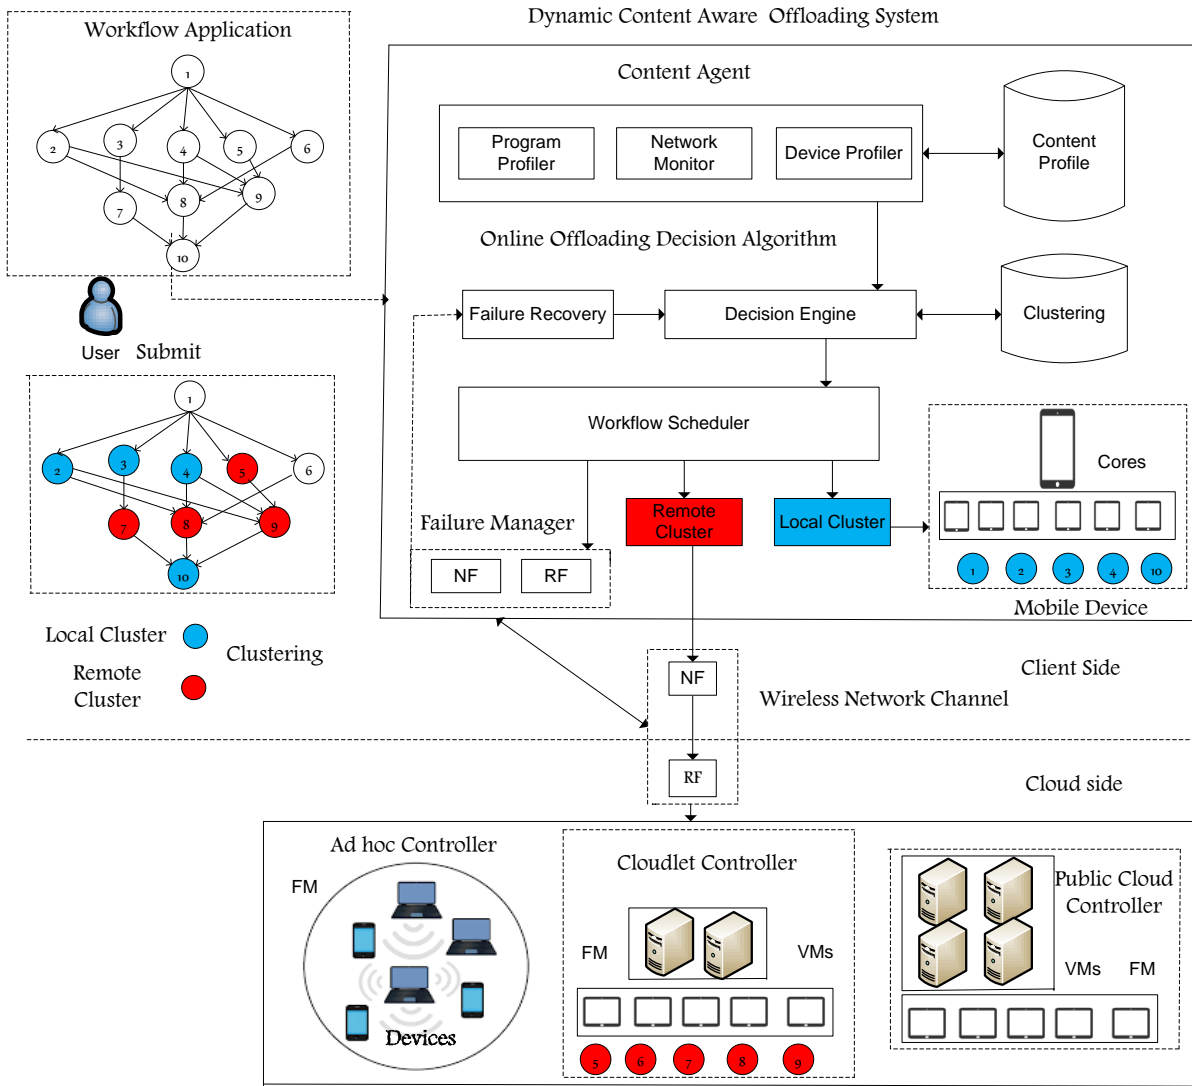 Dynamic Content Aware Offloading System
Workflow Application
1
2
3
4
5
6
7
8
9
10
User
Submit
1
2
3
4
5
6
7
8
9
10
Local Cluster
Remote
Cluster
Clustering
Content Agent
Program
Profiler
Network
Monitor
Device Profiler
Content
Profile
Online Offloading Decision Algorithm
Failure Recovery
Decision Engine
Clustering
Workflow Scheduler
Failure Manager
NF
RF
Remote
Cluster
Local Cluster
Cores
1
2
3
4
10
Mobile Device
Client Side
NF
Wireless Network Channel
RF
Cloud side
Ad hoc Controller
FM
Devices
Cloudlet Controller
FM
VMs
5
6
7
8
9
Public Cloud
Controller
VMs
FM